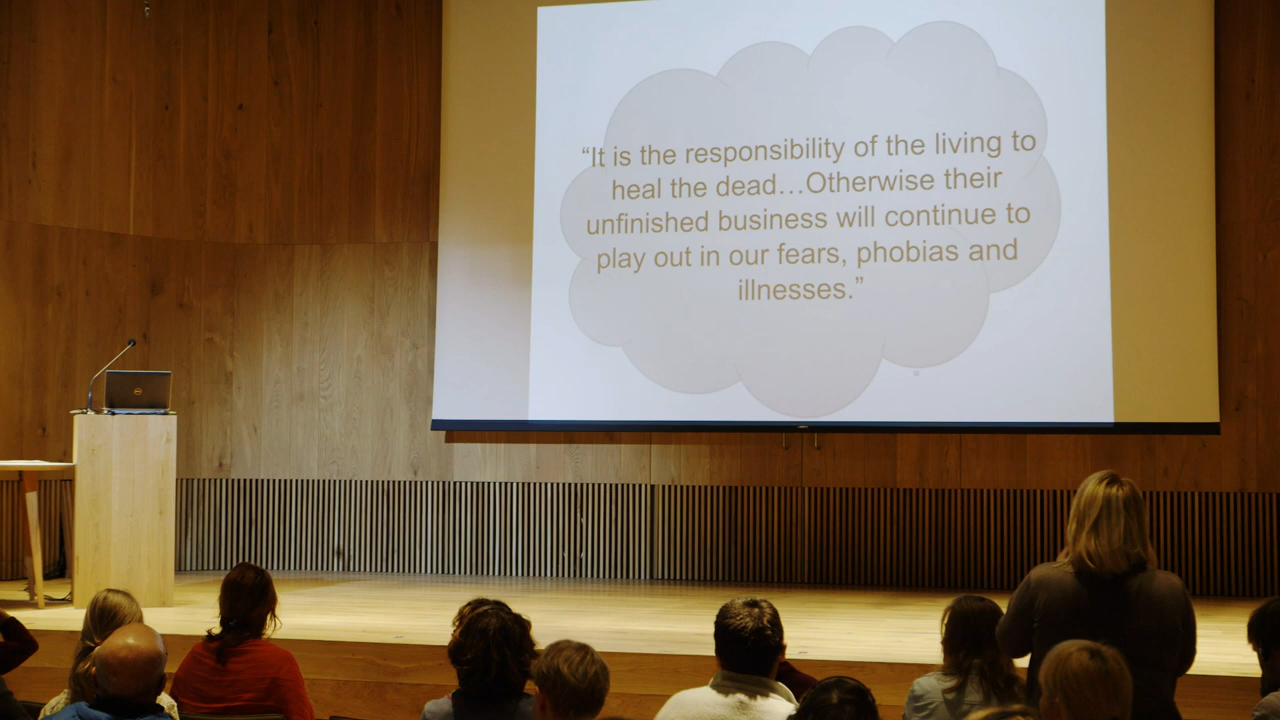 “It is the responsibility of the living to
heal the dead…Otherwise their
unfinished business will continue to
play out in our fears, phobias and
illnesses.”